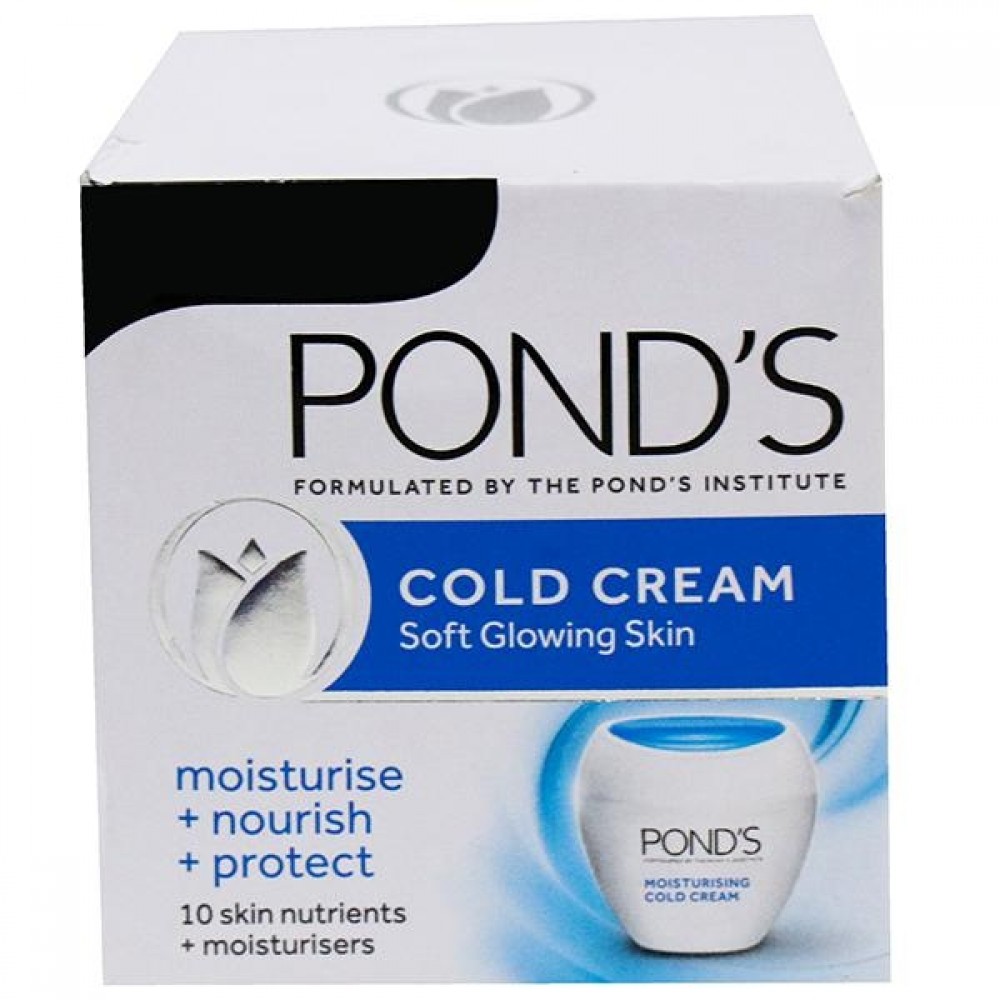 POND'S
FORMULATED BY THE POND'S INSTITUTE
COLD CREAM
Soft Glowing Skin
moisturise
+ nourish
+ protect
10 skin nutrients
+ moisturisers
POND'S
MOISTURISING
COLD CREAM